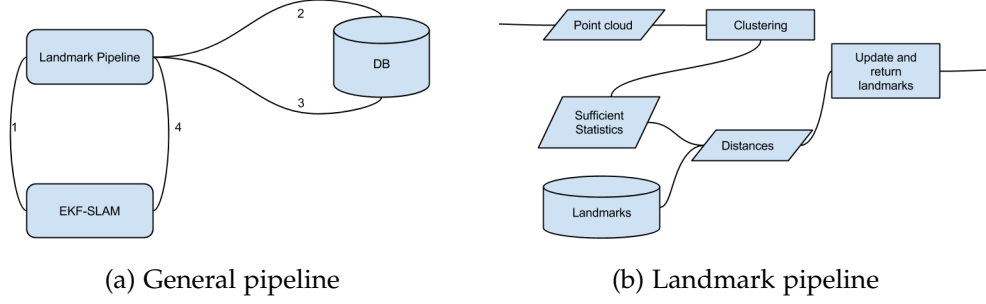 2
Landmark Pipeline
DB
3
1
4
EKF-SLAM
(a) General pipeline
Point cloud
Clustering
Update and
return
landmarks
Sufficient
Statistics
Distances
Landmarks
(b) Landmark pipeline